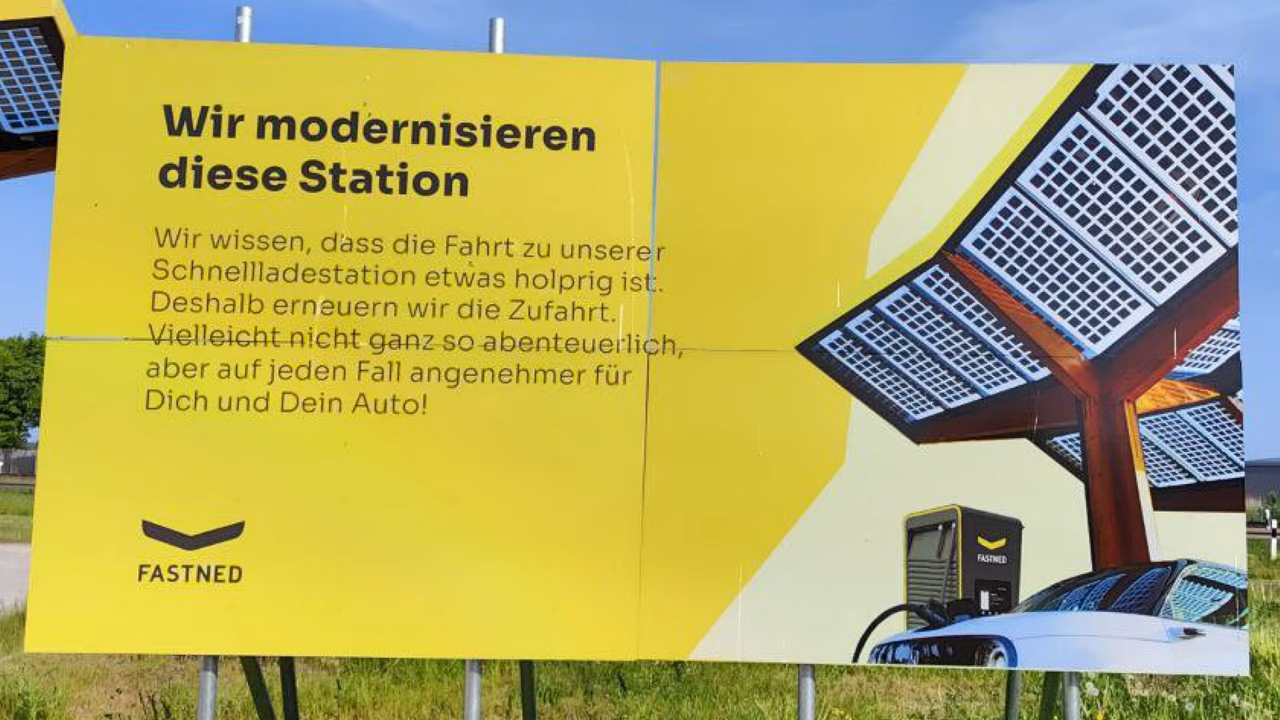 Wir modernisieren
diese Station
Wir wissen, dass die Fahrt zu unserer
Schnellladestation etwas holprig ist.
Deshalb erneuern wir die Zufahrt.
Vielleicht nicht ganz so abenteuerlich,
aber auf jeden Fall angenehmer für
Dich und Dein Auto!
FASTNED
FASTNED